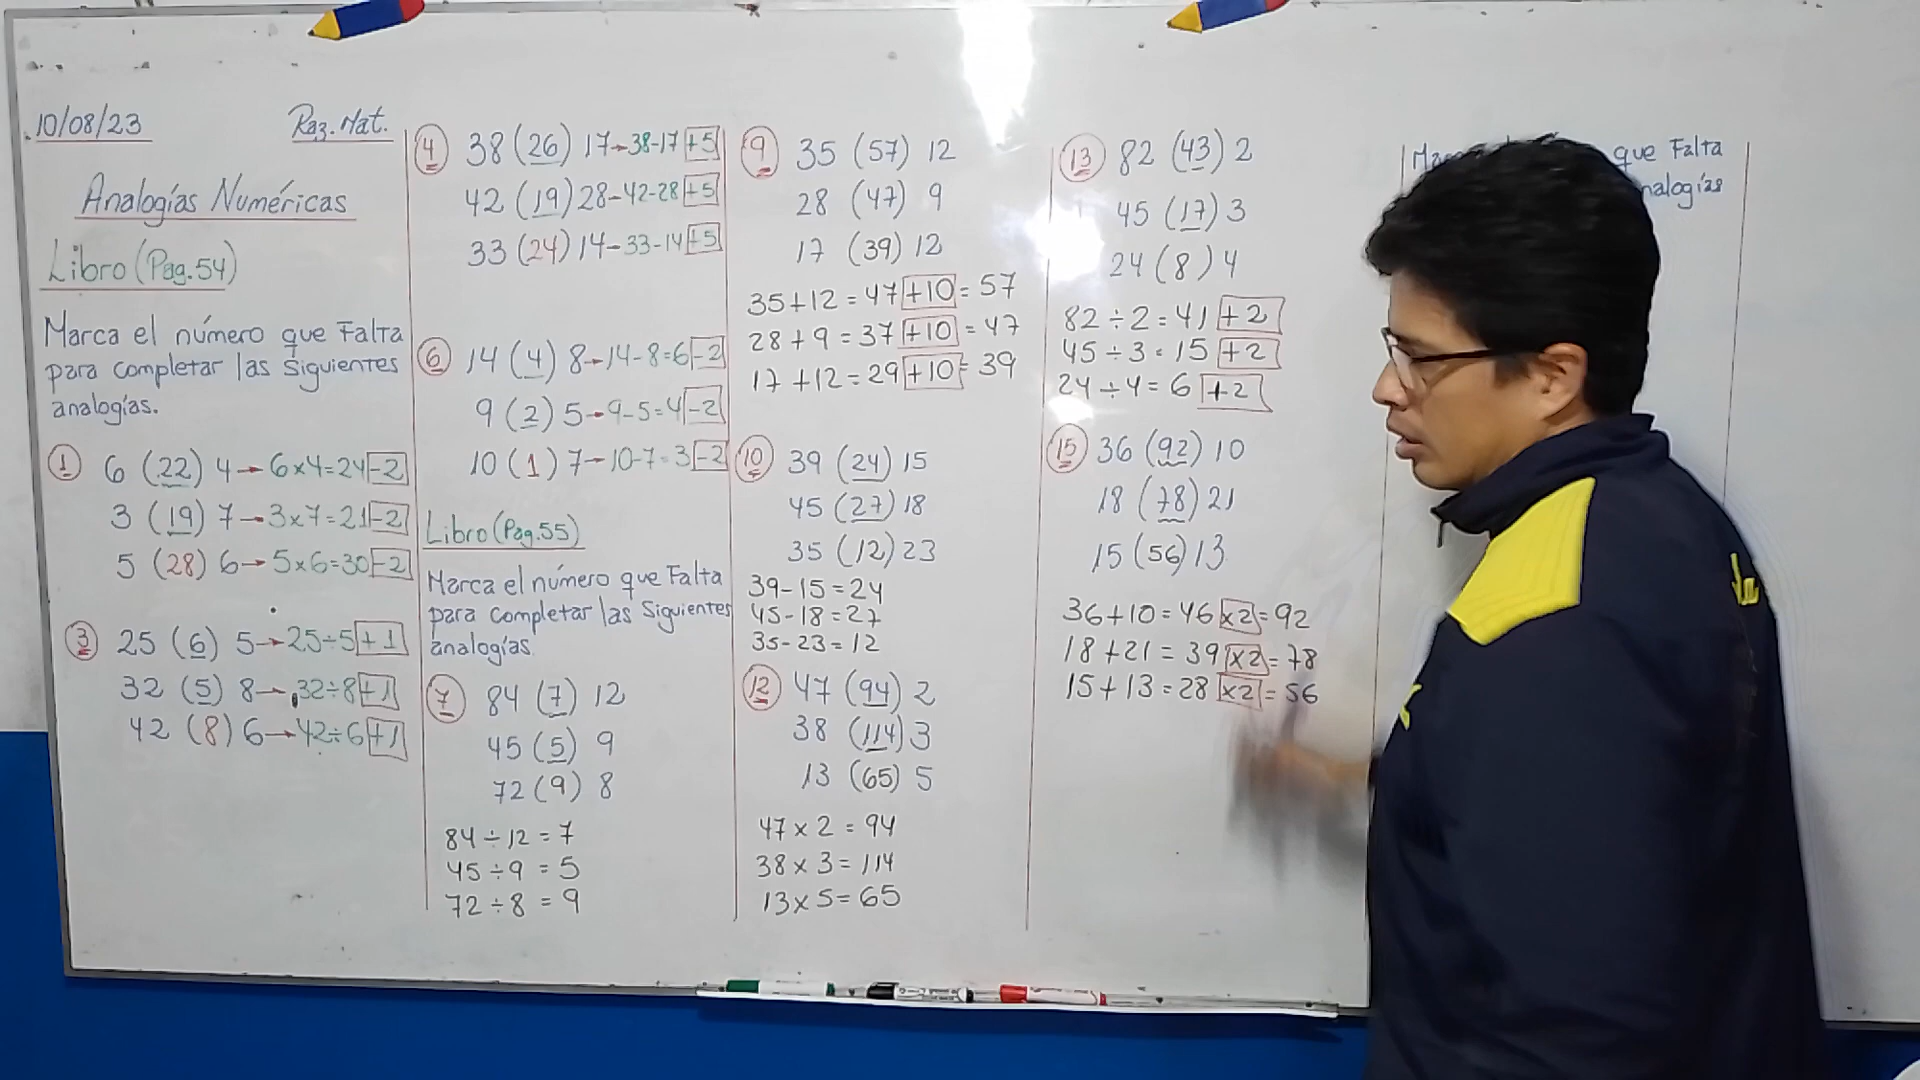 10/08/23 Raz. Mat.
Analogías Numéricas
Libro (Pag. 54)
Marca el número que Falta
para completar las siguientes
analogías.
1 6 (22) 4 → 6x4=24 -2
3 (19) 7 → 3x7=21 -2
5 (28) 6 → 5x6=30 -2
3 25 (6) 5 → 25÷5 +1
32 (5) 8 → 32÷8 +1
42 (8) 6 → 42÷6 +1
4 38 (26) 17 → 38-17 +5
42 (19) 28 - 42-28 +5
33 (24) 14 - 33-14 +5
6 14 (4) 8 → 14-8=6 -2
9 (2) 5 → 9-5=4 -2
10 (1) 7 → 10-7=3 -2
Libro (Pag. 55)
Marca el número que Falta
para completar las Siguientes
analogías.
7 84 (7) 12
45 (5) 9
72 (9) 8
84 ÷ 12 = 7
45 ÷ 9 = 5
72 ÷ 8 = 9
9 35 (57) 12
28 (47) 9
17 (39) 12
35+12 = 47 +10 = 57
28+9 = 37 +10 = 47
17+12 = 29 +10 = 39
10 39 (24) 15
45 (27) 18
35 (12) 23
39-15 = 24
45-18 = 27
35-23 = 12
12 47 (94) 2
38 (114) 3
13 (65) 5
47 x 2 = 94
38 x 3 = 114
13 x 5 = 65
13 82 (43) 2
45 (17) 3
24 (8) 4
82 ÷ 2 = 41 +2
45 ÷ 3 = 15 +2
24 ÷ 4 = 6 +2
15 36 (92) 10
18 (78) 21
15 (56) 13
36+10 = 46 x2 = 92
18+21 = 39 x2 = 78
15+13 = 28 x2 = 56
que Falta